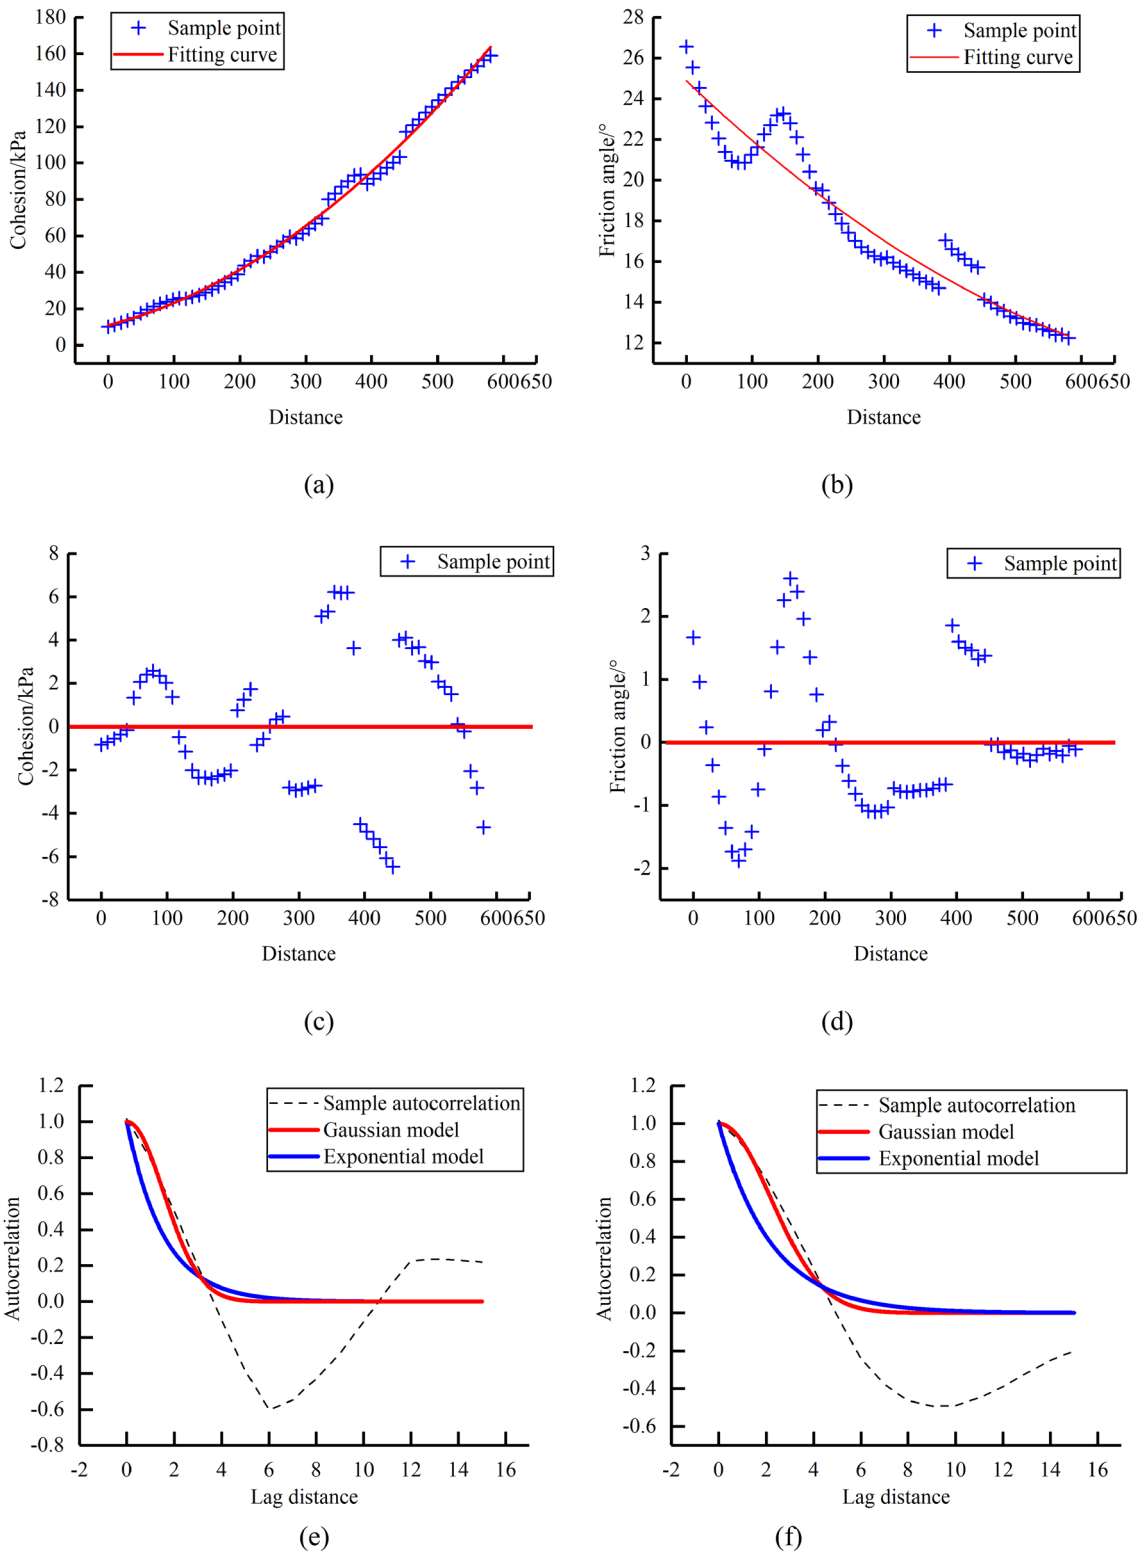 180
160
140
120
100
80
60
40
20
0
Cohesion/kPa
Sample point
Fitting curve
0 100 200 300 400 500 600650
Distance
(a)
28
26
24
22
20
18
16
14
12
Friction angle/°
Sample point
Fitting curve
0 100 200 300 400 500 600650
Distance
(b)
8
6
4
2
0
-2
-4
-6
-8
Cohesion/kPa
Sample point
0 100 200 300 400 500 600650
Distance
(c)
3
2
1
0
-1
-2
Friction angle/°
Sample point
0 100 200 300 400 500 600650
Distance
(d)
1.2
1.0
0.8
0.6
0.4
0.2
0.0
-0.2
-0.4
-0.6
-0.8
Autocrrelation
Sample autocorrelation
Gaussian model
Exponential model
-2 0 2 4 6 8 10 12 14 16
Lag distance
(e)
1.2
1.0
0.8
0.6
0.4
0.2
0.0
-0.2
-0.4
-0.6
Autocrrelation
Sample autocorrelation
Gaussian model
Exponential model
-2 0 2 4 6 8 10 12 14 16
Lag distance
(f)